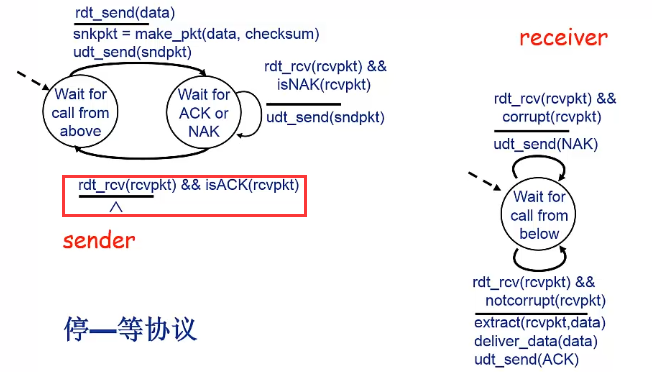 rdt_send(data)
snkpkt = make_pkt(data, checksum)
udt_send(sndpkt)
Wait for
call from
above
Wait for
ACK or
NAK
rdt_rcv(rcvpkt) &&
isNAK(rcvpkt)
udt_send(sndpkt)
rdt_rcv(rcvpkt) && isACK(rcvpkt)
Λ
sender
停—等协议
receiver
rdt_rcv(rcvpkt) &&
corrupt(rcvpkt)
udt_send(NAK)
Wait for
call from
below
rdt_rcv(rcvpkt) &&
notcorrupt(rcvpkt)
extract(rcvpkt,data)
deliver_data(data)
udt_send(ACK)